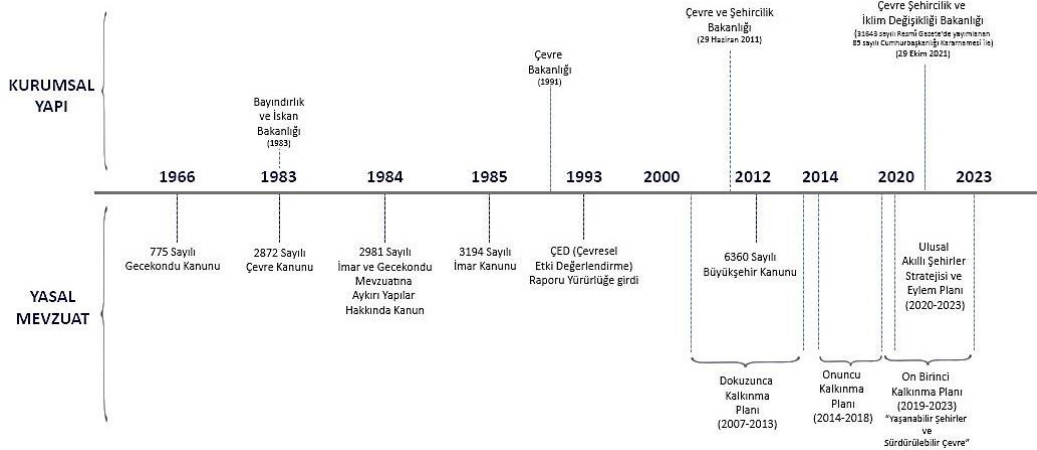 Çevre ve Şehircilik
Bakanlığı
(29 Haziran 2011)
Çevre Şehircilik ve
İklim Değişikliği Bakanlığı
(31643 sayılı Resmî Gazete'de yayımlanan
85 sayılı Cumhurbaşkanlığı Kararnamesi İle)
(29 Ekim 2021)
Çevre
Bakanlığı
(1991)
KURUMSAL
YAPI
Bayındırlık
ve İskan
Bakanlığı
(1983)
1966 1983 1984 1985 1993 2000 2012 2014 2020 2023
YASAL
MEVZUAT
775 Sayılı
Gecekondu Kanunu
2872 Sayılı
Çevre Kanunu
2981 Sayılı
İmar ve Gecekondu
Mevzuatına
Aykırı Yapılar
Hakkında Kanun
3194 Sayılı
İmar Kanunu
ÇED (Çevresel
Etki Değerlendirme)
Raporu Yürürlüğe girdi
6360 Sayılı
Büyükşehir Kanunu
Ulusal
Akıllı Şehirler
Stratejisi ve
Eylem Planı
(2020-2023)
Dokuzunca
Kalkınma
Planı
(2007-2013)
Onuncu
Kalkınma
Planı
(2014-2018)
On Birinci
Kalkınma Planı
(2019-2023)
"Yaşanabilir Şehirler
ve
Sürdürülebilir Çevre"